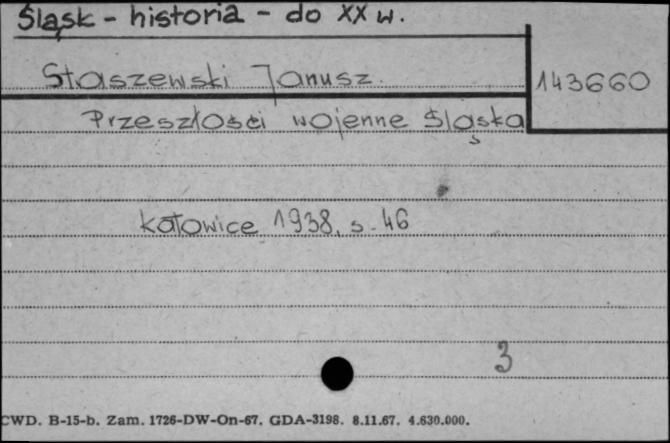 Śląsk - historia - do XX w.
Staszewski Janusz.
143660
Przeszłości wojenne Śląska
Katowice 1938, s. 46
3
CWD. B-15-b. Zam. 1726-DW-On-67. GDA-3198. 8.11.67. 4.630.000.